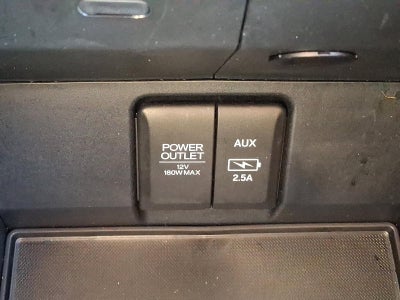 POWER
OUTLET
12V
180W MAX
AUX
2.5A